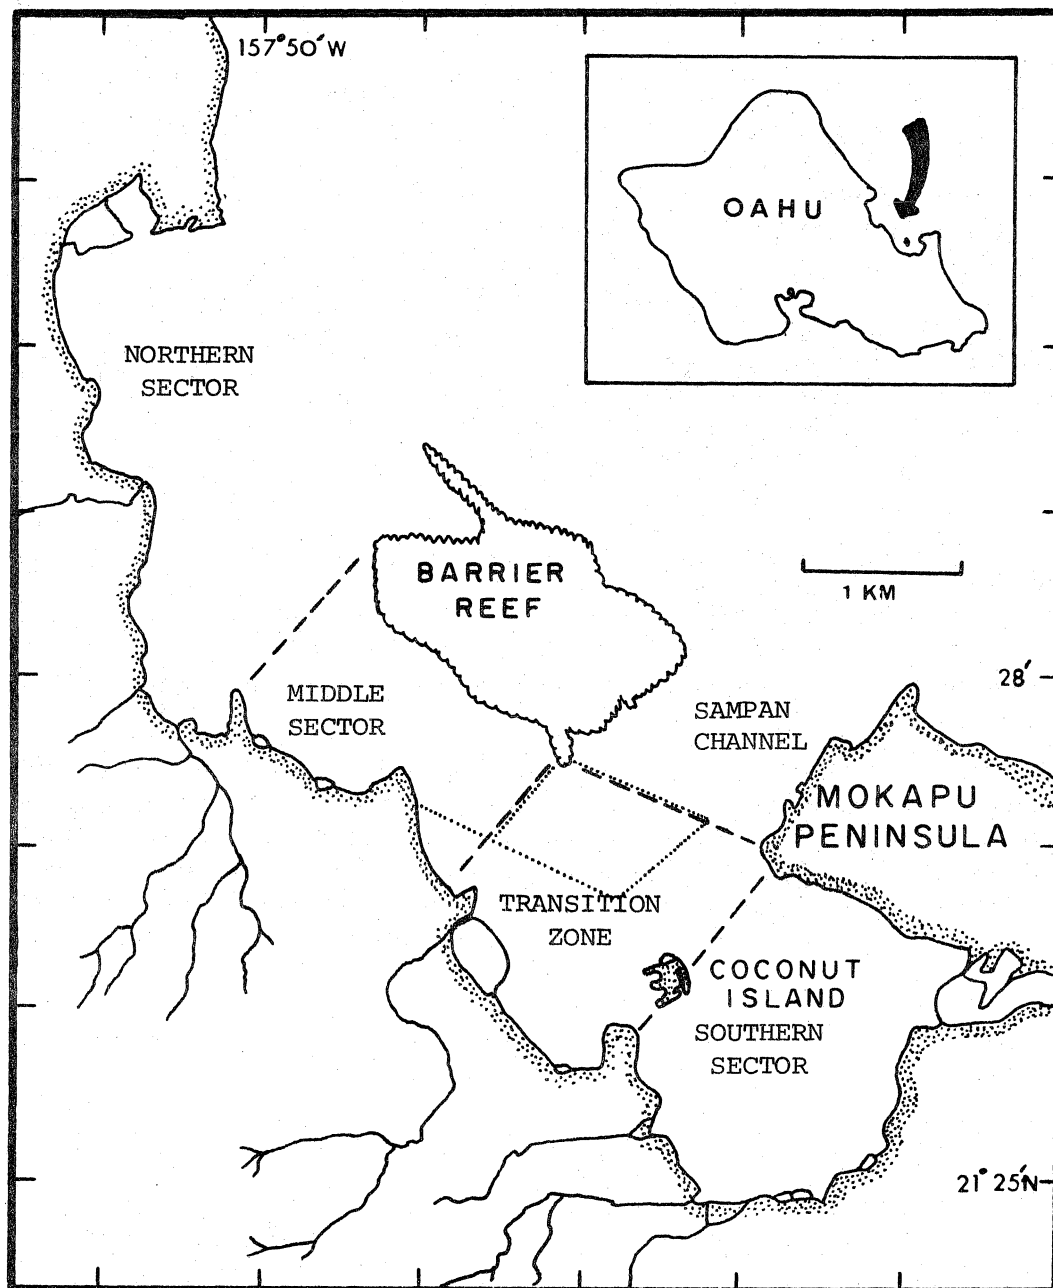 157°50'W
OAHU
NORTHERN
SECTOR
BARRIER
REEF
1 KM
28'
MIDDLE
SECTOR
SAMPAN
CHANNEL
MOKAPU
PENINSULA
TRANSITION
ZONE
COCONUT
ISLAND
SOUTHERN
SECTOR
21°25'N